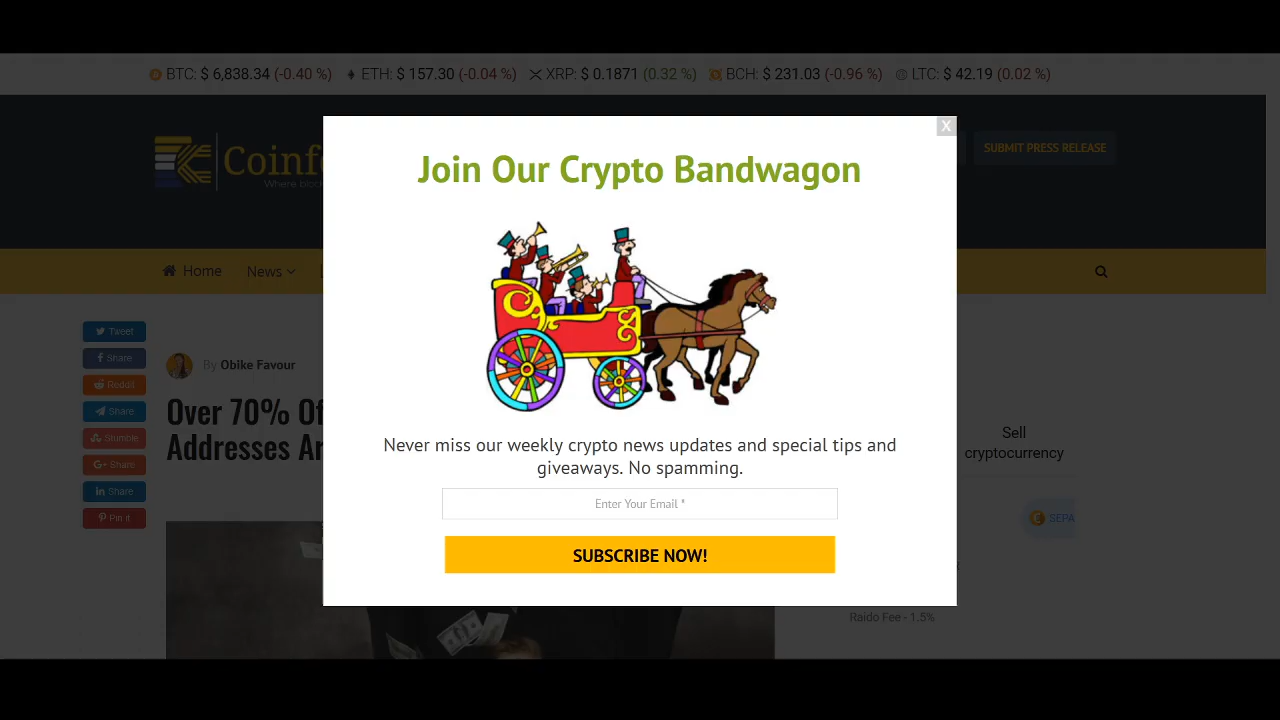 BTC: $ 6,838.34 (-0.40 %) ETH: $ 157.30 (-0.04 %) XRP: $ 0.1871 (0.32 %) BCH: $ 231.03 (-0.96 %) LTC: $ 42.19 (0.02 %)
X
SUBMIT PRESS RELEASE
Coinf
Where bloc
Home News
Join Our Crypto Bandwagon
Tweet
Share
Reddit
Share
Stumble
Share
Share
Pin it
By Obike Favour
Over 70% Of
Addresses Ar
Never miss our weekly crypto news updates and special tips and
giveaways. No spamming.
Enter Your Email *
SUBSCRIBE NOW!
Sell
cryptocurrency
SEPA
Raido Fee - 1.5%